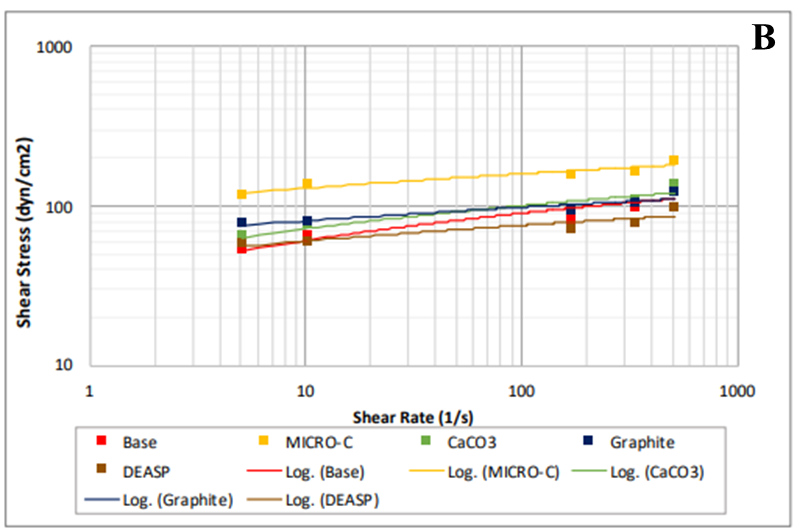 B
1000
100
10
1 10 100 1000
Shear Stress (dyn/cm2)
Shear Rate (1/s)
Base MICRO-C CaCO3 Graphite
DEASP Log. (Base) Log. (MICRO-C) Log. (CaCO3)
Log. (Graphite) Log. (DEASP)